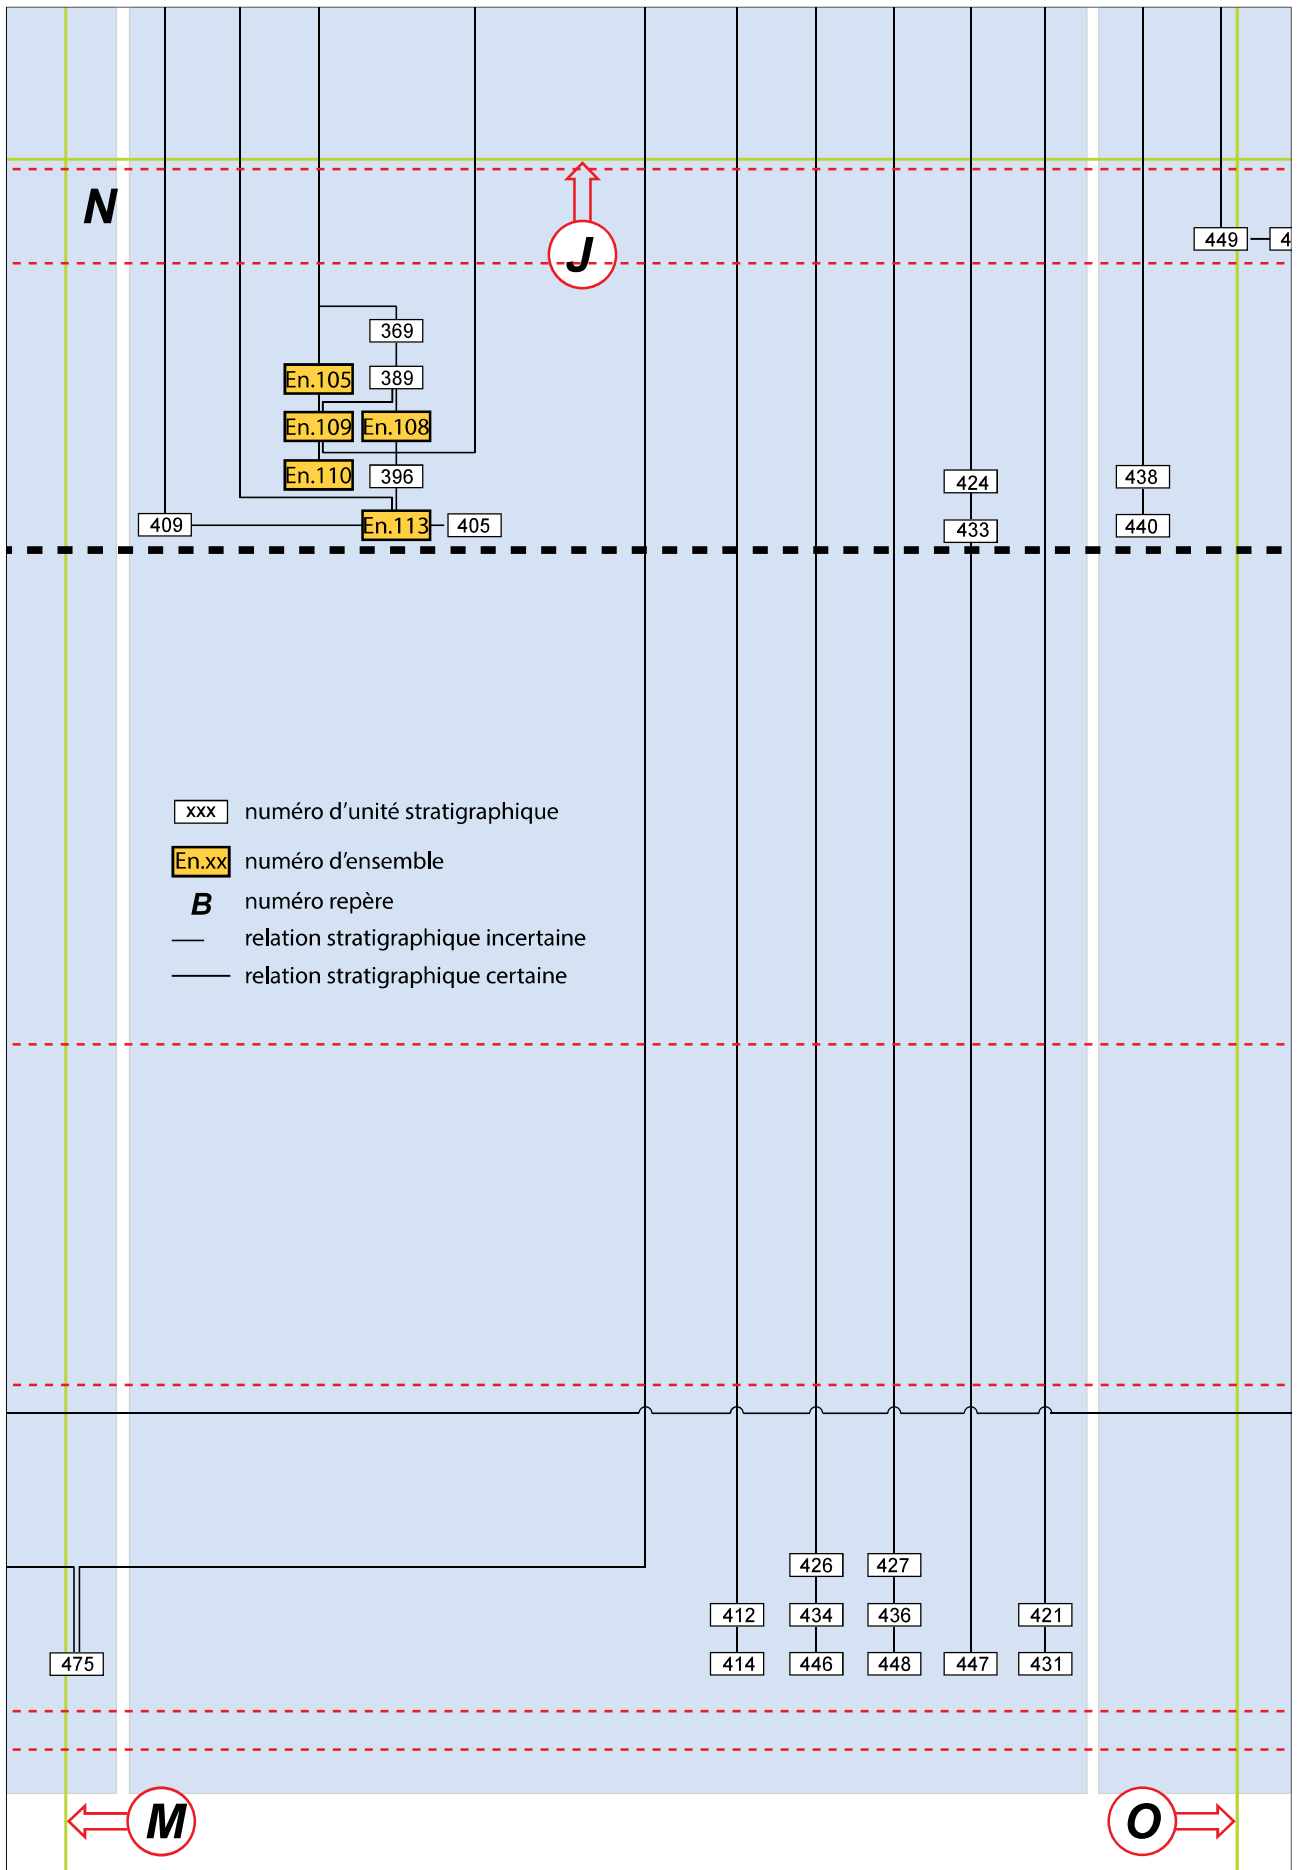 N
J
449
4
369
En.105
389
En.109
En.108
En.110
396
424
438
409
En.113
405
433
440
xxx numéro d'unité stratigraphique
En.xx numéro d'ensemble
B numéro repère
relation stratigraphique incertaine
relation stratigraphique certaine
426
427
412
434
436
421
475
414
446
448
447
431
M
O